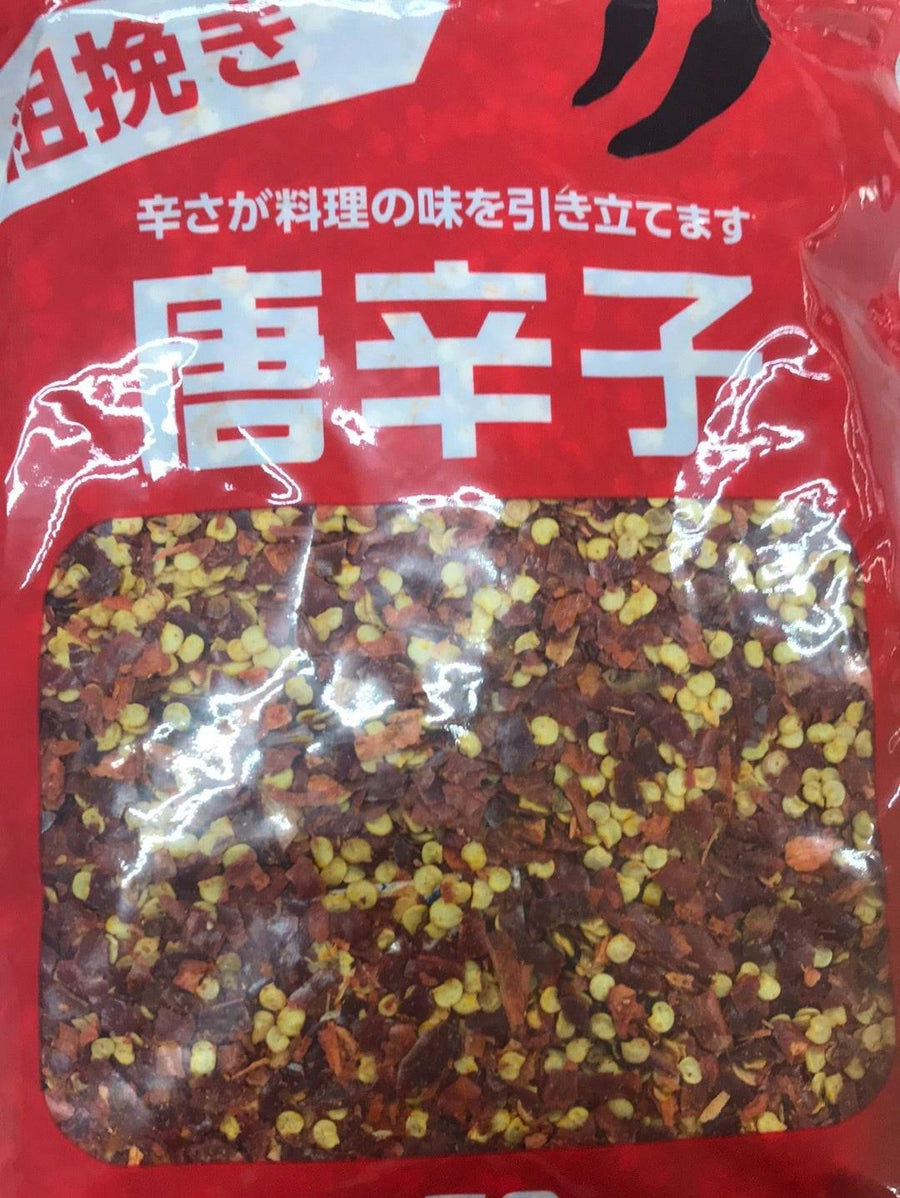 粗挽き
辛さが料理の味を引き立てます
唐辛子